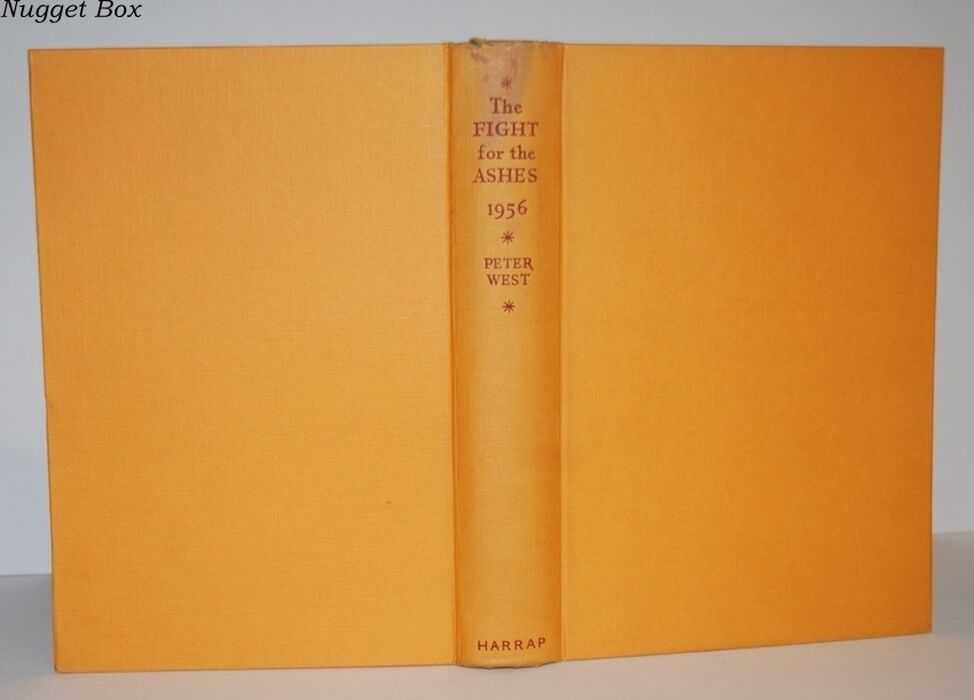 Nugget Box
*
The
FIGHT
for the
ASHES
1956
*
PETER
WEST
*
HARRAP